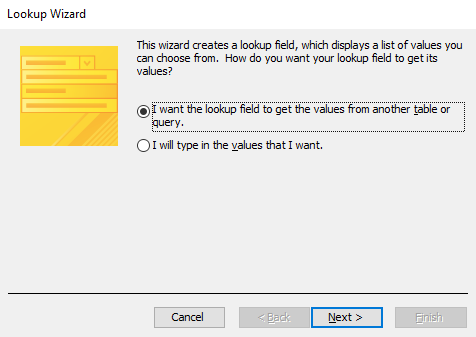 Lookup Wizard
This wizard creates a lookup field, which displays a list of values you
can choose from.  How do you want your lookup field to get its
values?
I want the lookup field to get the values from another table or
query.
I will type in the values that I want.
Cancel
< Back
Next >
Finish